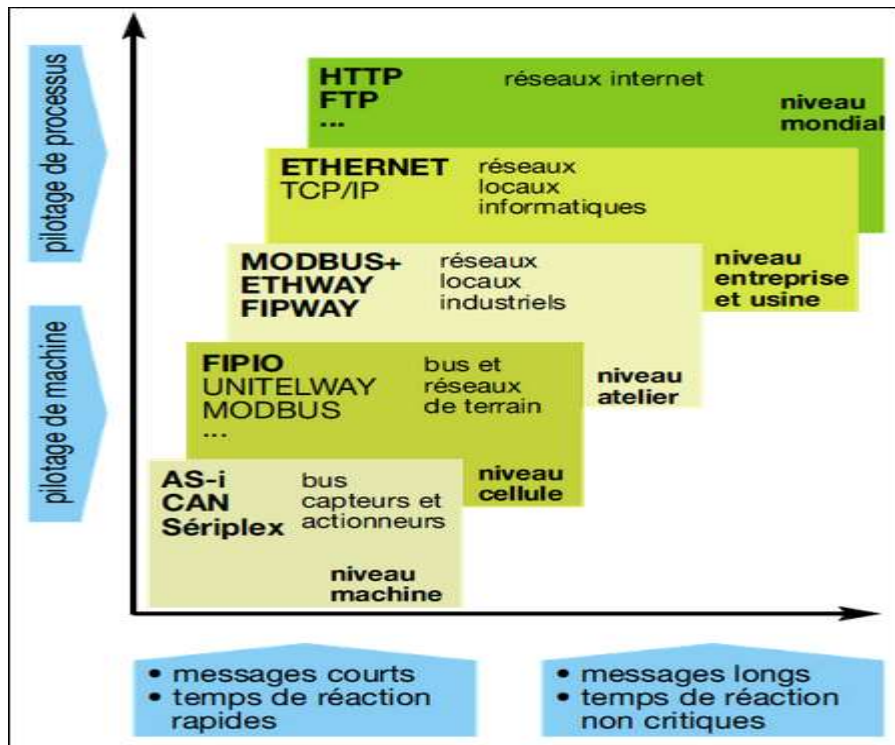 pilotage de processus
HTTP
FTP
...
réseaux internet
niveau
mondial
ETHERNET
TCP/IP
réseaux
locaux
informatiques
niveau
entreprise
et usine
MODBUS+
ETHWAY
FIPWAY
réseaux
locaux
industriels
niveau
atelier
pilotage de machine
FIPIO
UNITELWAY
MODBUS
...
bus et
réseaux
de terrain
niveau
cellule
AS-i
CAN
Sériplex
bus
capteurs et
actionneurs
niveau
machine
• messages courts
• temps de réaction
rapides
• messages longs
• temps de réaction
non critiques